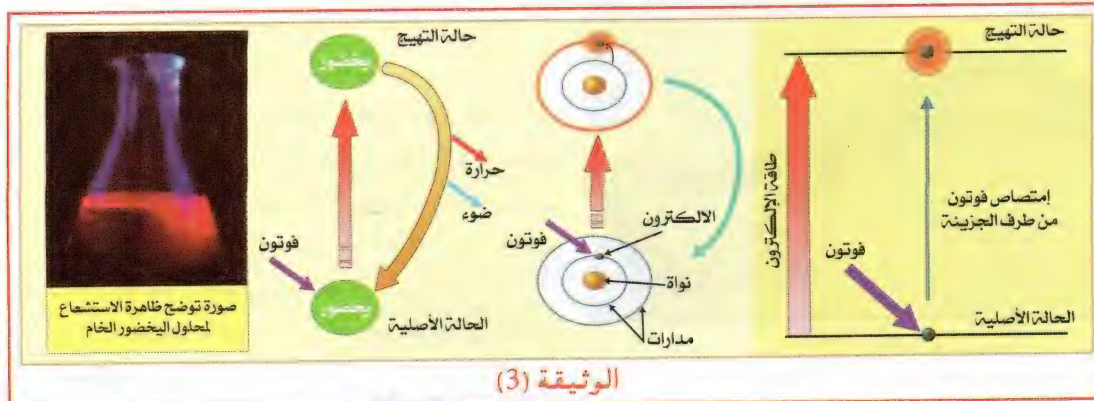 حالة التهيج
طاقة الإلكترون
إمتصاص فوتون
من طرف الجزيئة
فوتون
الحالة الأصلية
الالكترون
فوتون
نواة
مدارات
حالة التهيج
يخضور
حرارة
ضوء
فوتون
يخضور
الحالة الأصلية
صورة توضح ظاهرة الاستشعاع
لمحلول اليخضور الخام
الوثيقة (3)